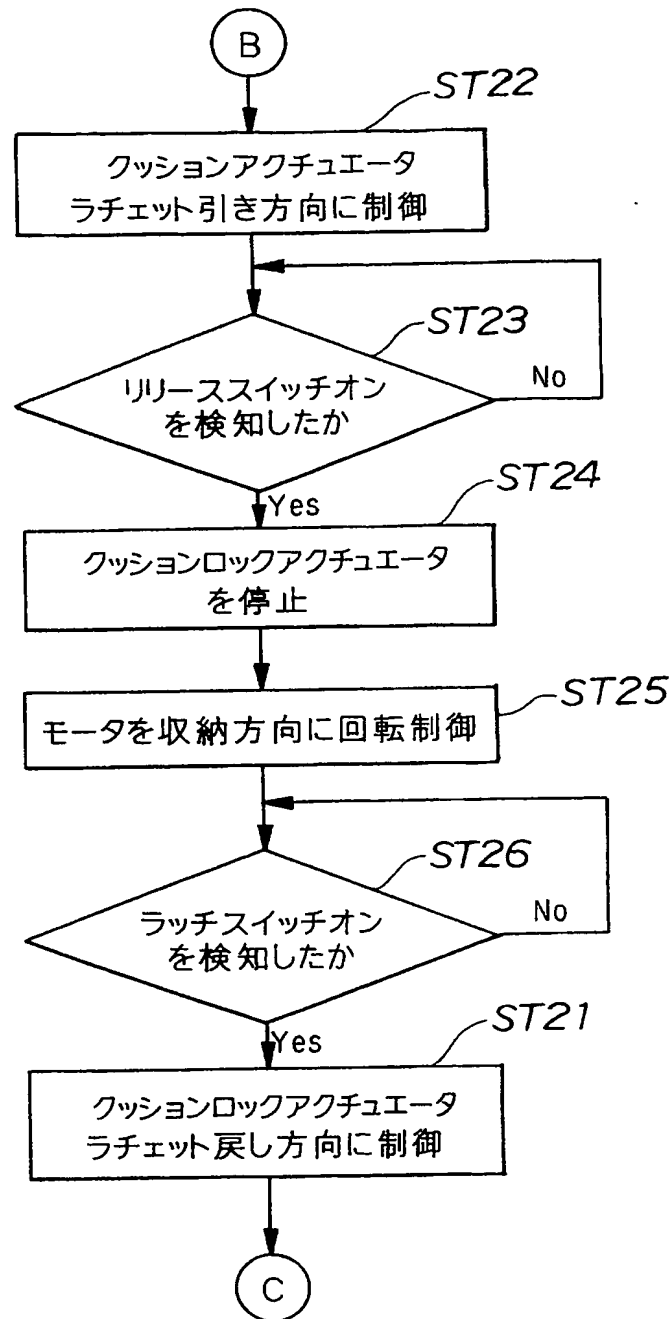 B
ST22
クッションアクチュエータ
ラチェット引き方向に制御
ST23
リリーススイッチオン
を検知したか
No
Yes
ST24
クッションロックアクチュエータ
を停止
ST25
モータを収納方向に回転制御
ST26
ラッチスイッチオン
を検知したか
No
Yes
ST21
クッションロックアクチュエータ
ラチェット戻し方向に制御
C